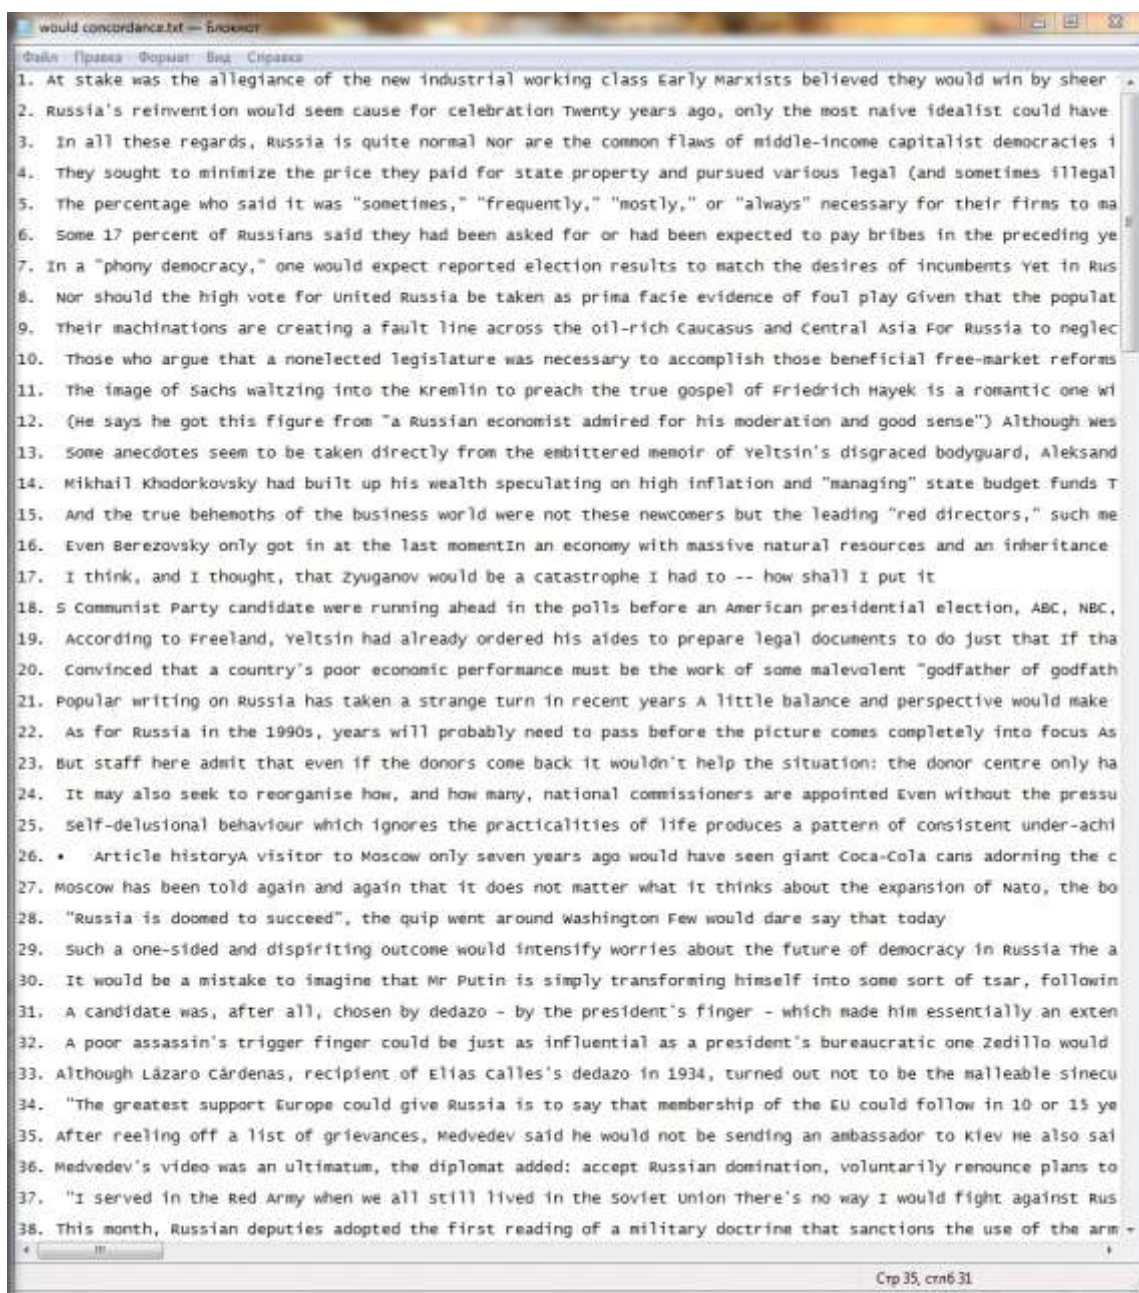 would concordance.txt — Блокнот
Файл Правка Формат Вид Справка
1. At stake was the allegiance of the new industrial working class Early Marxists believed they would win by sheer
2. Russia's reinvention would seem cause for celebration Twenty years ago, only the most naive idealist could have
3. In all these regards, Russia is quite normal Nor are the common flaws of middle-income capitalist democracies i
4. They sought to minimize the price they paid for state property and pursued various legal (and sometimes illegal
5. The percentage who said it was "sometimes," "frequently," "mostly," or "always" necessary for their firms to ma
6. Some 17 percent of Russians said they had been asked for or had been expected to pay bribes in the preceding ye
7. In a "phony democracy," one would expect reported election results to match the desires of incumbents Yet in Rus
8. Nor should the high vote for United Russia be taken as prima facie evidence of foul play Given that the populat
9. Their machinations are creating a fault line across the oil-rich Caucasus and Central Asia For Russia to neglec
10. Those who argue that a nonelected legislature was necessary to accomplish those beneficial free-market reforms
11. The image of Sachs waltzing into the Kremlin to preach the true gospel of Friedrich Hayek is a romantic one Wi
12. (He says he got this figure from "a Russian economist admired for his moderation and good sense") Although Wes
13. Some anecdotes seem to be taken directly from the embittered memoir of Yeltsin's disgraced bodyguard, Aleksand
14. Mikhail Khodorkovsky had built up his wealth speculating on high inflation and "managing" state budget funds T
15. And the true behemoths of the business world were not these newcomers but the leading "red directors," such me
16. Even Berezovsky only got in at the last momentIn an economy with massive natural resources and an inheritance
17. I think, and I thought, that Zyuganov would be a catastrophe I had to -- how shall I put it
18. S Communist Party candidate were running ahead in the polls before an American presidential election, ABC, NBC,
19. According to Freeland, Yeltsin had already ordered his aides to prepare legal documents to do just that If tha
20. Convinced that a country's poor economic performance must be the work of some malevolent "godfather of godfath
21. Popular writing on Russia has taken a strange turn in recent years A little balance and perspective would make
22. As for Russia in the 1990s, years will probably need to pass before the picture comes completely into focus As
23. But staff here admit that even if the donors come back it wouldn't help the situation: the donor centre only ha
24. It may also seek to reorganise how, and how many, national commissioners are appointed Even without the pressu
25. Self-delusional behaviour which ignores the practicalities of life produces a pattern of consistent under-achi
26. • Article historyA visitor to Moscow only seven years ago would have seen giant Coca-Cola cans adorning the c
27. Moscow has been told again and again that it does not matter what it thinks about the expansion of Nato, the bo
28. "Russia is doomed to succeed", the quip went around Washington Few would dare say that today
29. Such a one-sided and dispiriting outcome would intensify worries about the future of democracy in Russia The a
30. It would be a mistake to imagine that Mr Putin is simply transforming himself into some sort of tsar, followin
31. A candidate was, after all, chosen by dedazo - by the president's finger - which made him essentially an exten
32. A poor assassin's trigger finger could be just as influential as a president's bureaucratic one Zedillo would
33. Although Lázaro Cárdenas, recipient of Elías Calles's dedazo in 1934, turned out not to be the malleable sinecu
34. "The greatest support Europe could give Russia is to say that membership of the EU could follow in 10 or 15 ye
35. After reeling off a list of grievances, Medvedev said he would not be sending an ambassador to Kiev He also sai
36. Medvedev's video was an ultimatum, the diplomat added: accept Russian domination, voluntarily renounce plans to
37. "I served in the Red Army when we all still lived in the Soviet Union There's no way I would fight against Rus
38. This month, Russian deputies adopted the first reading of a military doctrine that sanctions the use of the arm
Стр 35, стлб 31